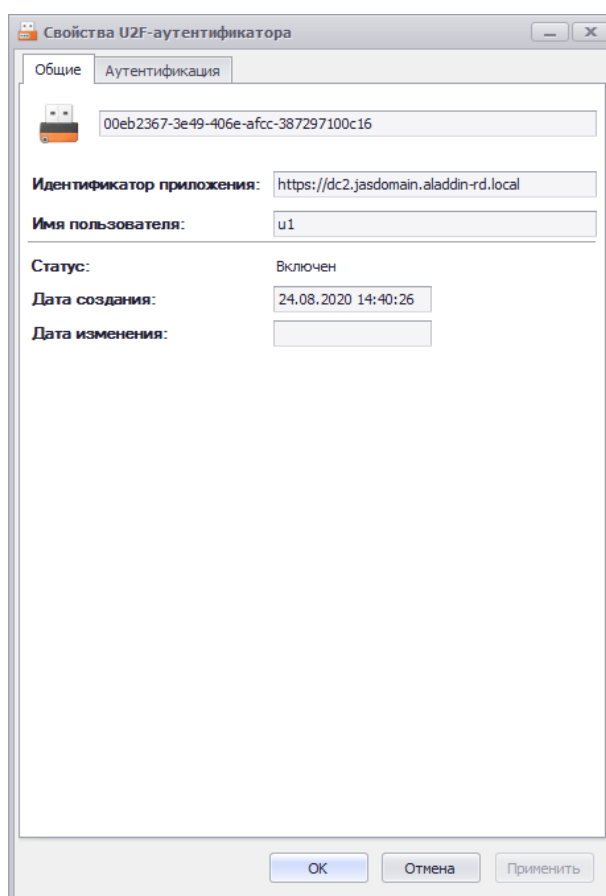 Свойства U2F-аутентификатора
Общие Аутентификация
00eb2367-3e49-406e-afcc-387297100c16
Идентификатор приложения: https://dc2.jasdomain.aladdin-rd.local
Имя пользователя: u1
Статус: Включен
Дата создания: 24.08.2020 14:40:26
Дата изменения:
ОК Отмена Применить